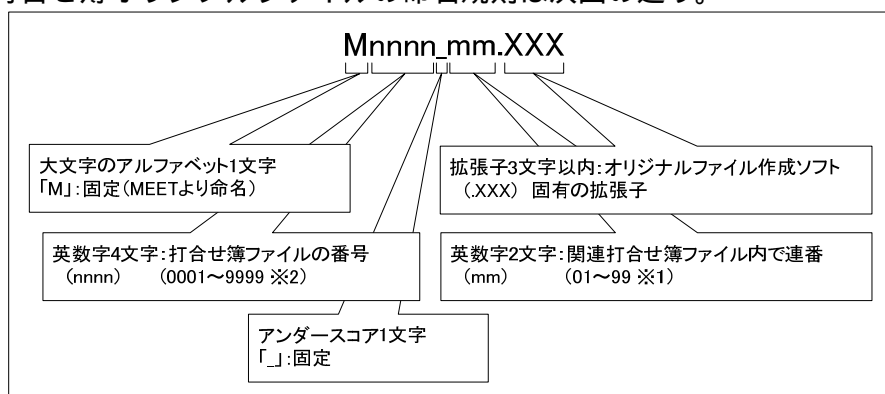 Mnnnn_mm.XXX
大文字のアルファベット1文字
「M」:固定(MEETより命名)
拡張子3文字以内:オリジナルファイル作成ソフト
(.XXX) 固有の拡張子
英数字4文字:打合せ簿ファイルの番号
(nnnn) (0001～9999 ※2)
英数字2文字:関連打合せ簿ファイル内で連番
(mm) (01～99 ※1)
アンダースコア1文字
「_」:固定